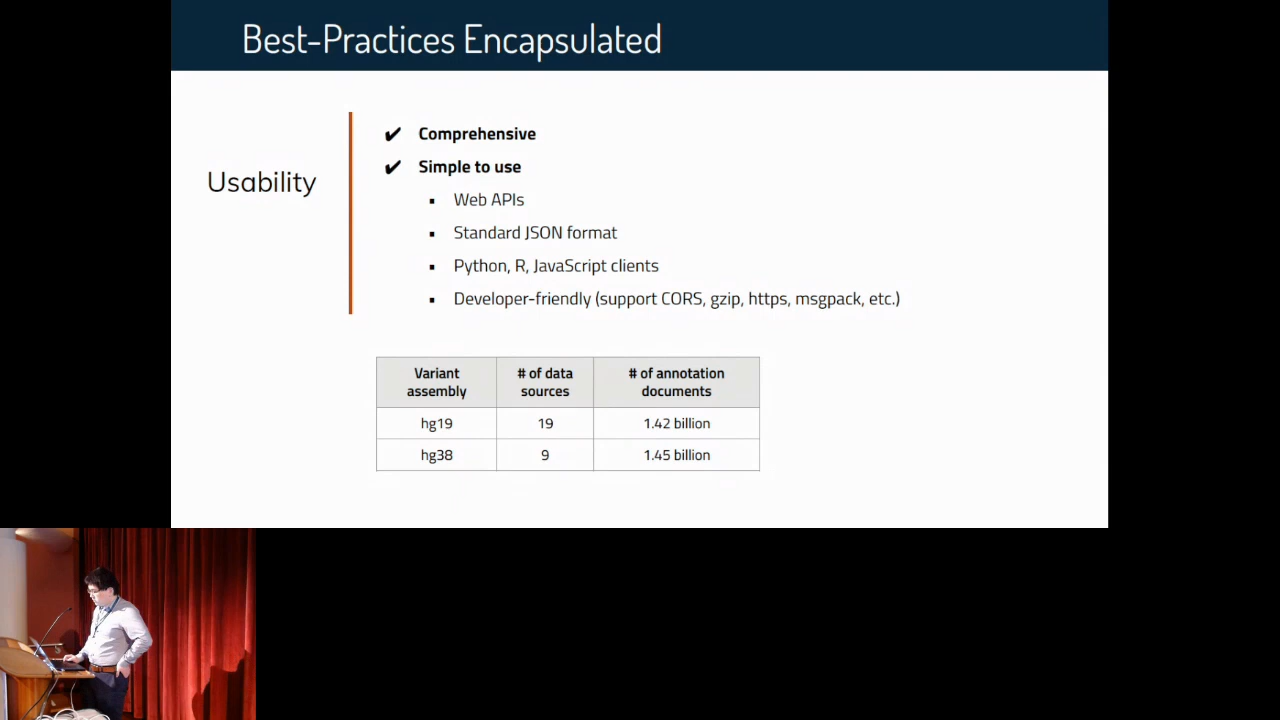 Best-Practices Encapsulated
Usability
✔ Comprehensive
✔ Simple to use
▪ Web APIs
▪ Standard JSON format
▪ Python, R, JavaScript clients
▪ Developer-friendly (support CORS, gzip, https, msgpack, etc.)
Variant assembly | # of data sources | # of annotation documents
hg19 | 19 | 1.42 billion
hg38 | 9 | 1.45 billion